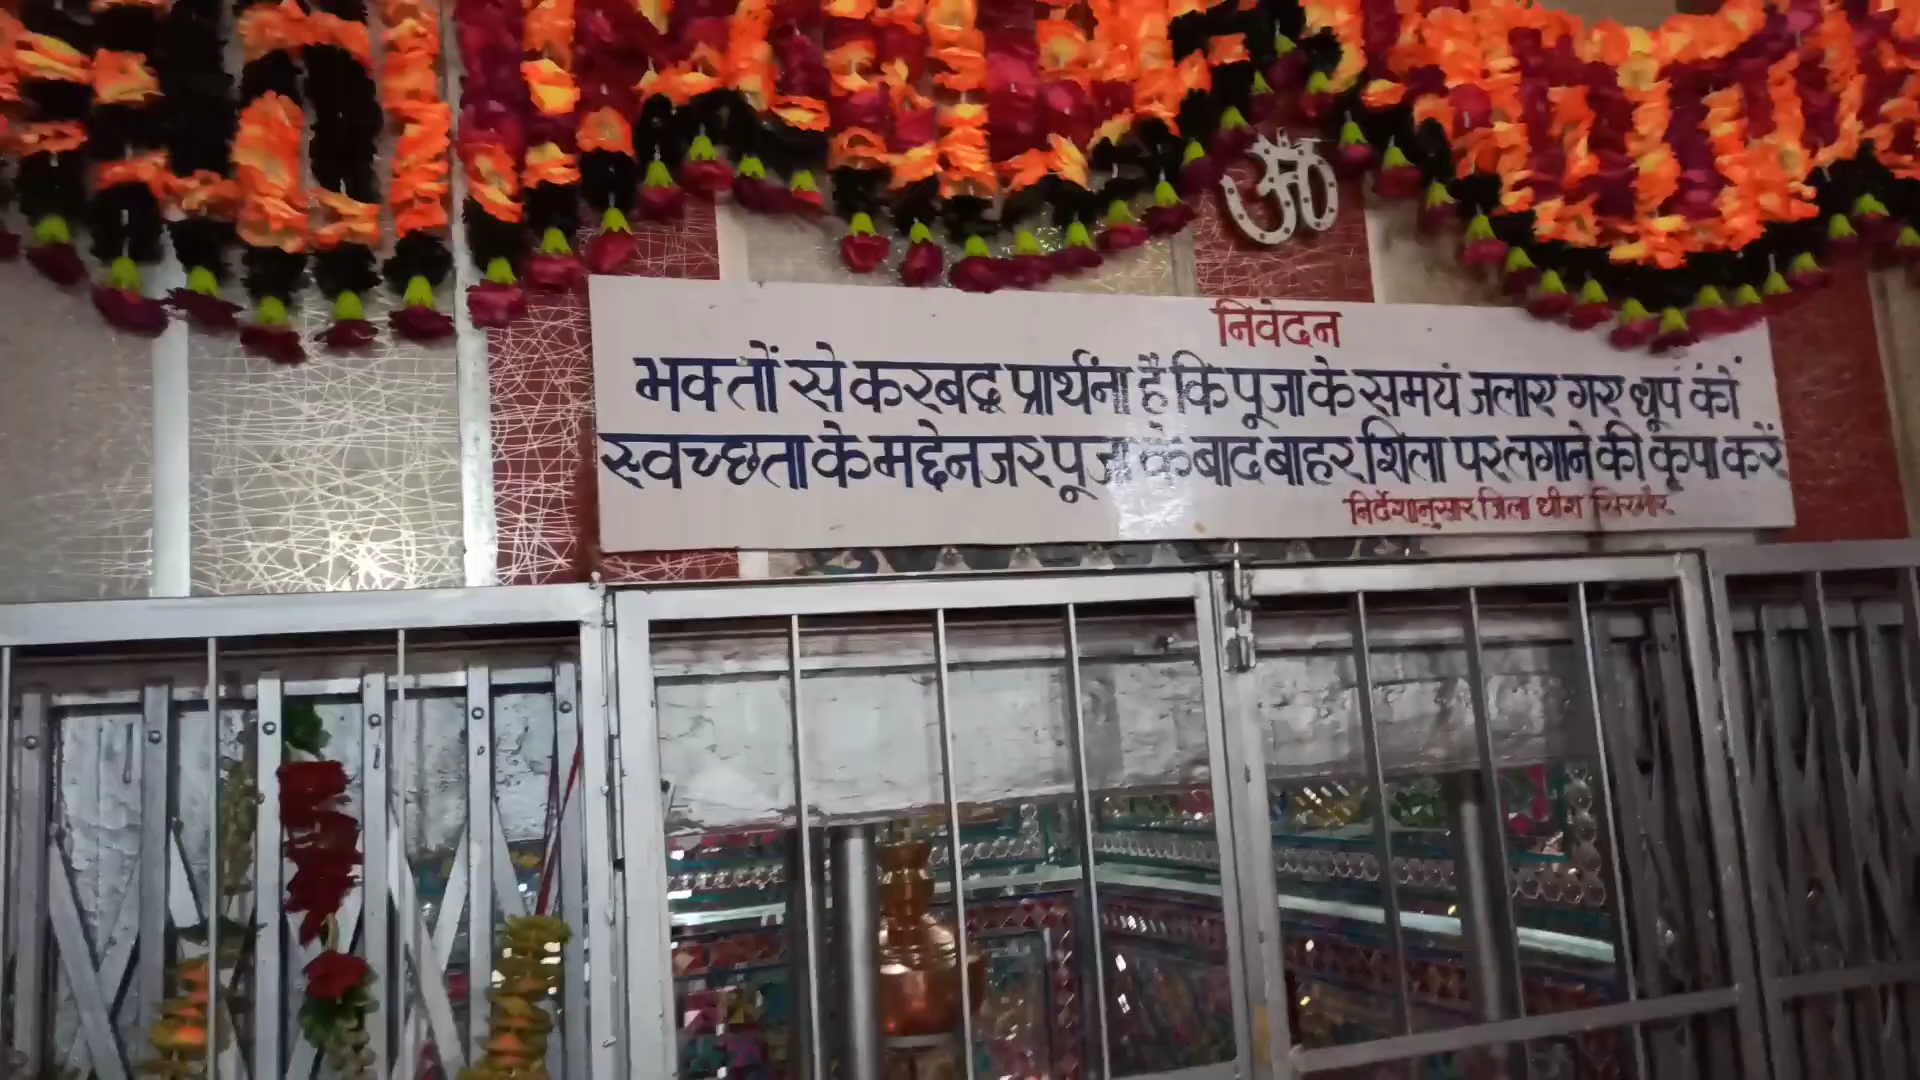 ॐ
निवेदन
भक्तों से करबद्ध प्रार्थना है कि पूजा के समय जलाए गए धूप को
स्वच्छता के मद्देनजर पूजा के बाद बाहर शिला पर लगाने की कृपा करें
निर्देशानुसार जिला धीश सिरमौर